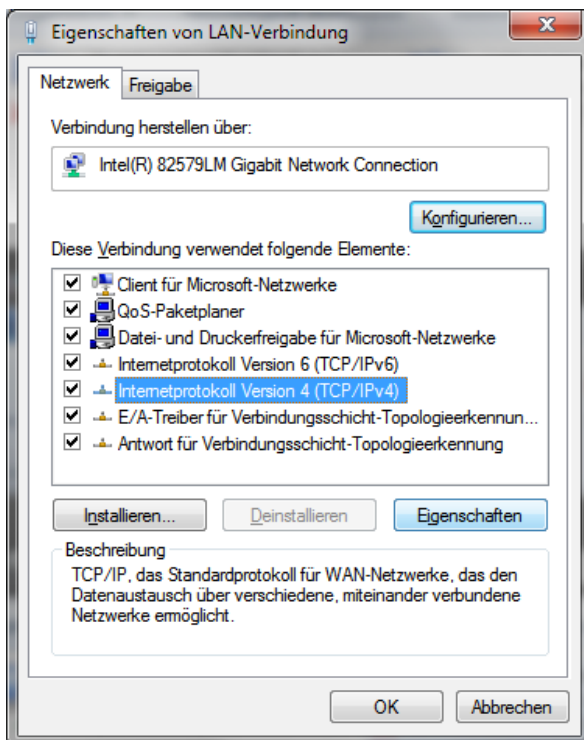 Eigenschaften von LAN-Verbindung
Netzwerk
Freigabe
Verbindung herstellen über:
Intel(R) 82579LM Gigabit Network Connection
Konfigurieren...
Diese Verbindung verwendet folgende Elemente:
Client für Microsoft-Netzwerke
QoS-Paketplaner
Datei- und Druckerfreigabe für Microsoft-Netzwerke
Internetprotokoll Version 6 (TCP/IPv6)
Internetprotokoll Version 4 (TCP/IPv4)
E/A-Treiber für Verbindungsschicht-Topologieerkennun...
Antwort für Verbindungsschicht-Topologieerkennung
Installieren...
Deinstallieren
Eigenschaften
Beschreibung
TCP/IP, das Standardprotokoll für WAN-Netzwerke, das den
Datenaustausch über verschiedene, miteinander verbundene
Netzwerke ermöglicht.
OK
Abbrechen